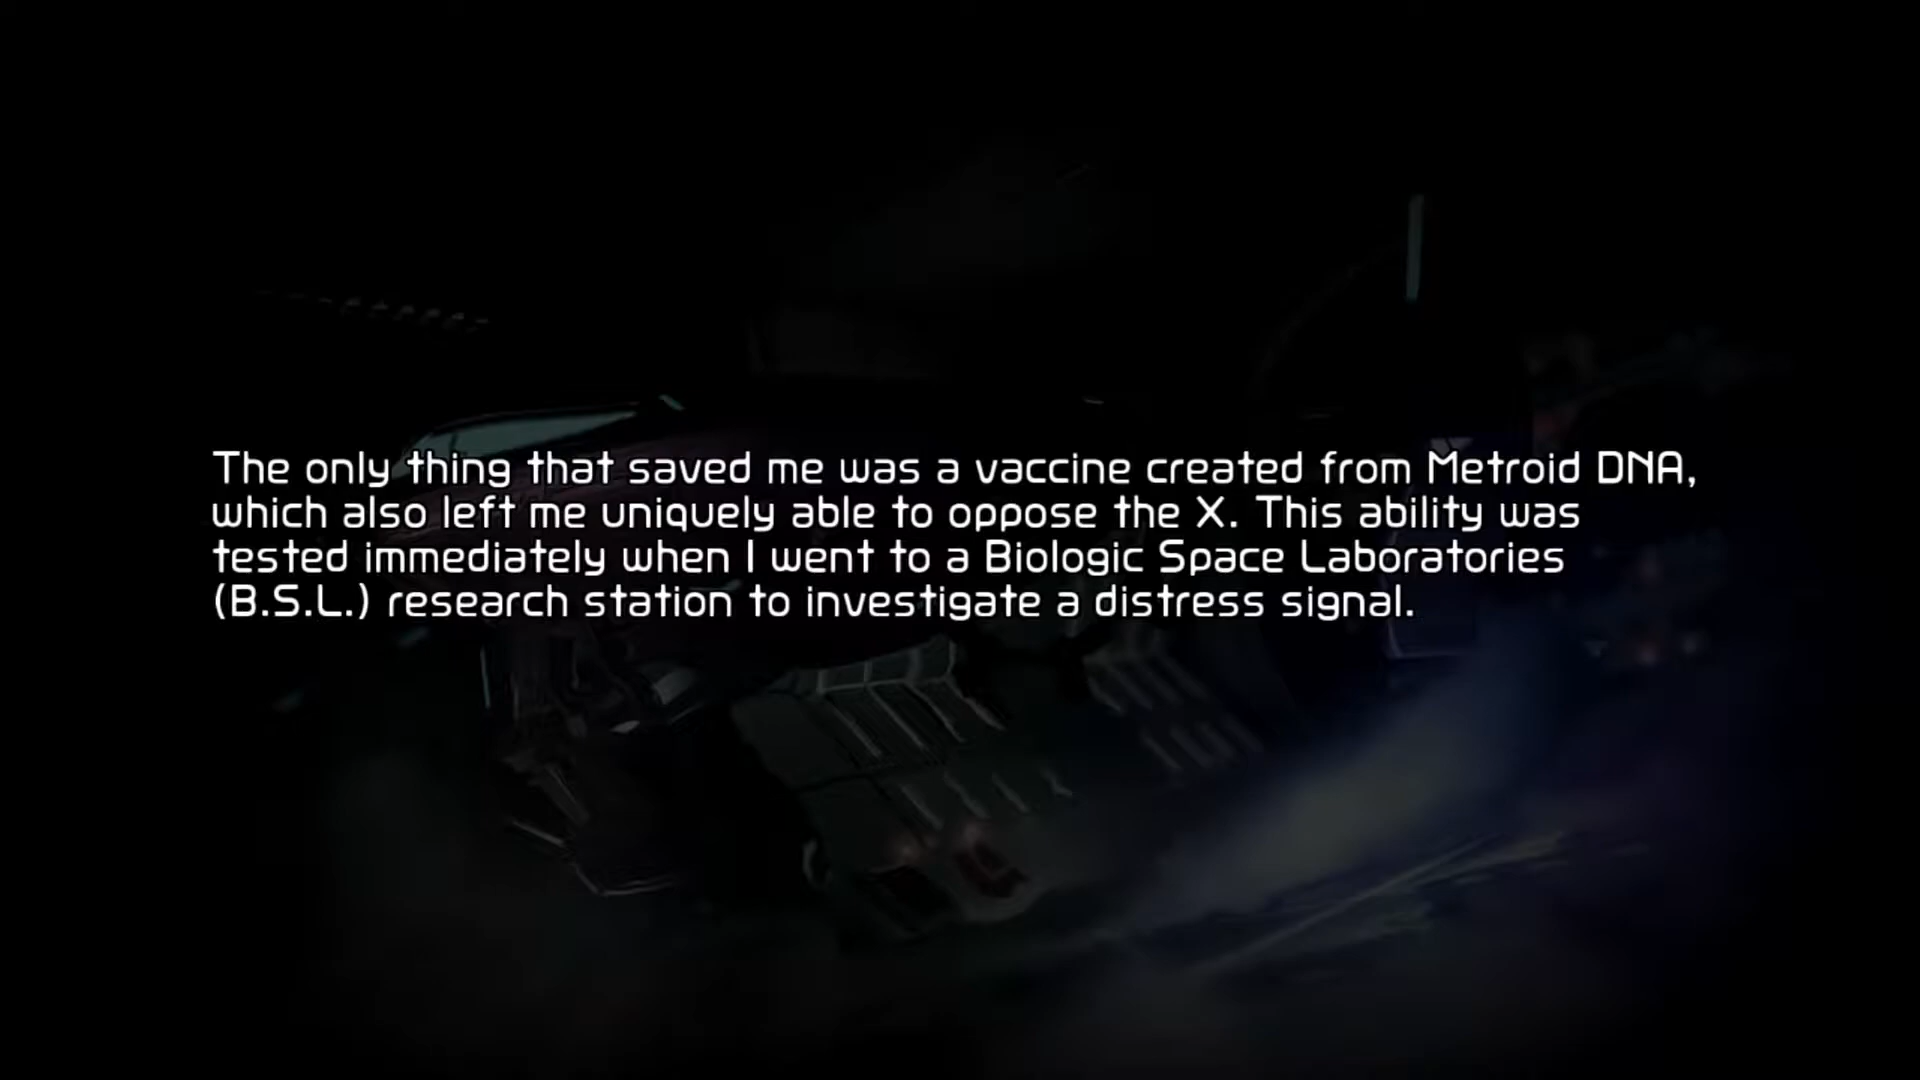 The only thing that saved me was a vaccine created from Metroid DNA,
which also left me uniquely able to oppose the X. This ability was
tested immediately when I went to a Biologic Space Laboratories
(B.S.L.) research station to investigate a distress signal.